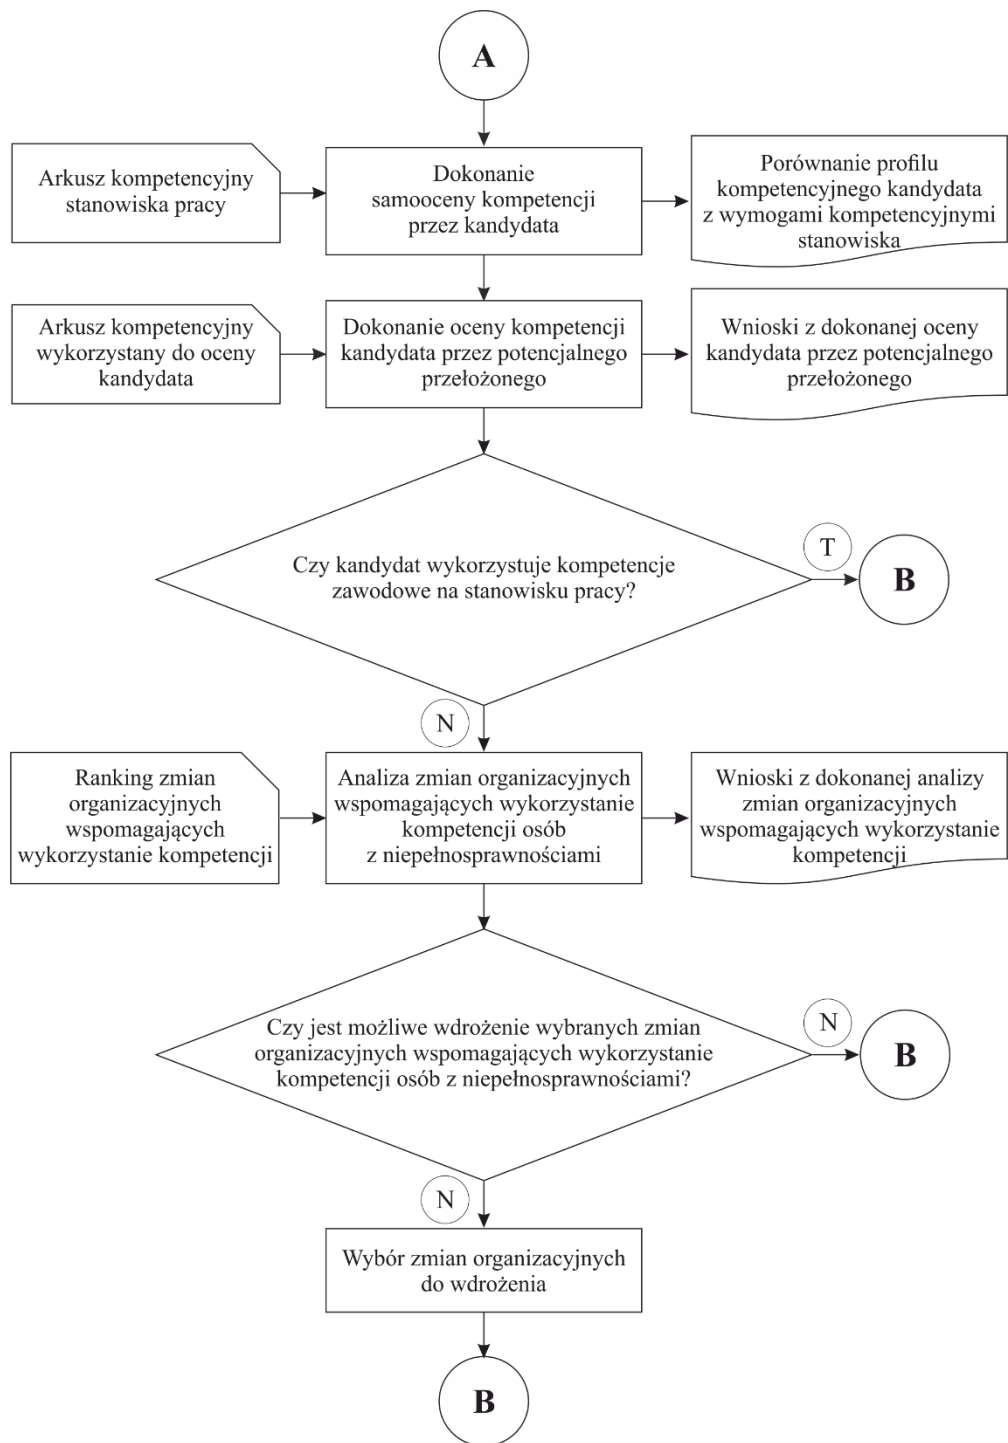 A
Arkusz kompetencyjny
stanowiska pracy
Dokonanie
samooceny kompetencji
przez kandydata
Porównanie profilu
kompetencyjnego kandydata
z wymogami kompetencyjnymi
stanowiska
Arkusz kompetencyjny
wykorzystany do oceny
kandydata
Dokonanie oceny kompetencji
kandydata przez potencjalnego
przełożonego
Wnioski z dokonanej oceny
kandydata przez potencjalnego
przełożonego
Czy kandydat wykorzystuje kompetencje
zawodowe na stanowisku pracy?
T
B
N
Ranking zmian
organizacyjnych
wspomagających
wykorzystanie kompetencji
Analiza zmian organizacyjnych
wspomagających wykorzystanie
kompetencji osób
z niepełnosprawnościami
Wnioski z dokonanej analizy
zmian organizacyjnych
wspomagających wykorzystanie
kompetencji
Czy jest możliwe wdrożenie wybranych zmian
organizacyjnych wspomagających wykorzystanie
kompetencji osób z niepełnosprawnościami?
N
B
N
Wybór zmian organizacyjnych
do wdrożenia
B